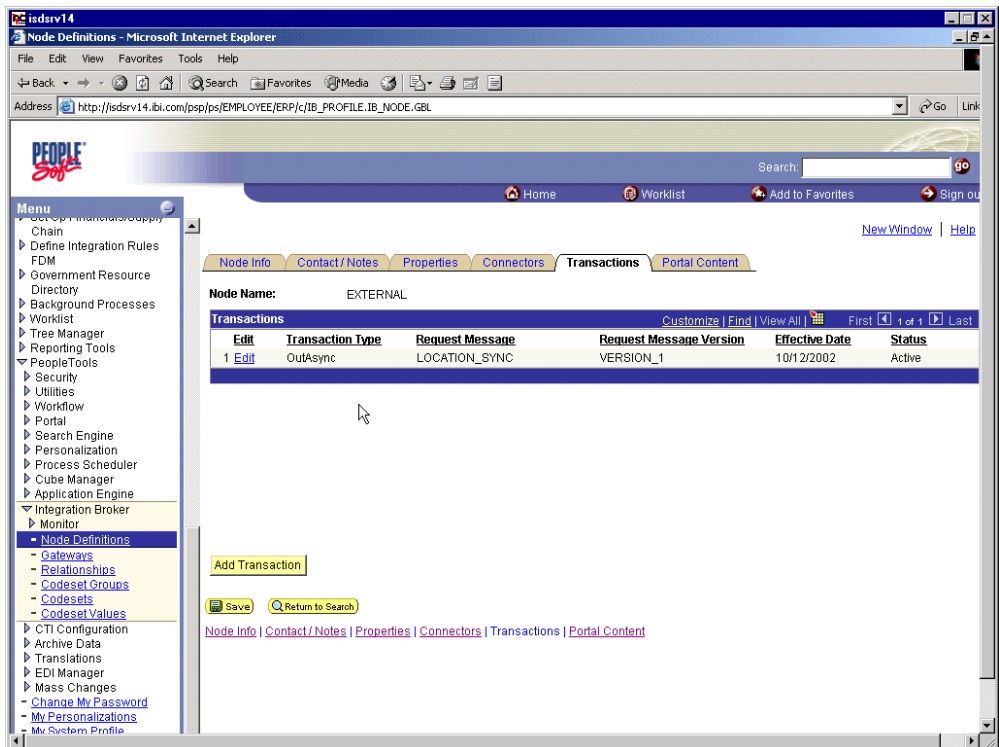 isdsrv14
Node Definitions - Microsoft Internet Explorer
File Edit View Favorites Tools Help
Back Search Favorites Media
Address http://isdsrv14.ibi.com/psp/ps/EMPLOYEE/ERP/c/IB_PROFILE.IB_NODE.GBL Go Link
PEOPLE
Soft
Search: go
Home Worklist Add to Favorites Sign ou
Menu
Chain
Define Integration Rules
FDM
Government Resource
Directory
Background Processes
Worklist
Tree Manager
Reporting Tools
PeopleTools
Security
Utilities
Workflow
Portal
Search Engine
Personalization
Process Scheduler
Cube Manager
Application Engine
Integration Broker
Monitor
Node Definitions
Gateways
Relationships
Codeset Groups
Codesets
Codeset Values
CTI Configuration
Archive Data
Translations
EDI Manager
Mass Changes
Change My Password
My Personalizations
My System Profile
New Window | Help
Node Info Contact / Notes Properties Connectors Transactions Portal Content
Node Name: EXTERNAL
Transactions Customize | Find | View All | First 1 of 1 Last
Edit Transaction Type Request Message Request Message Version Effective Date Status
1 Edit OutAsync LOCATION_SYNC VERSION_1 10/12/2002 Active
Add Transaction
Save Return to Search
Node Info | Contact / Notes | Properties | Connectors | Transactions | Portal Content